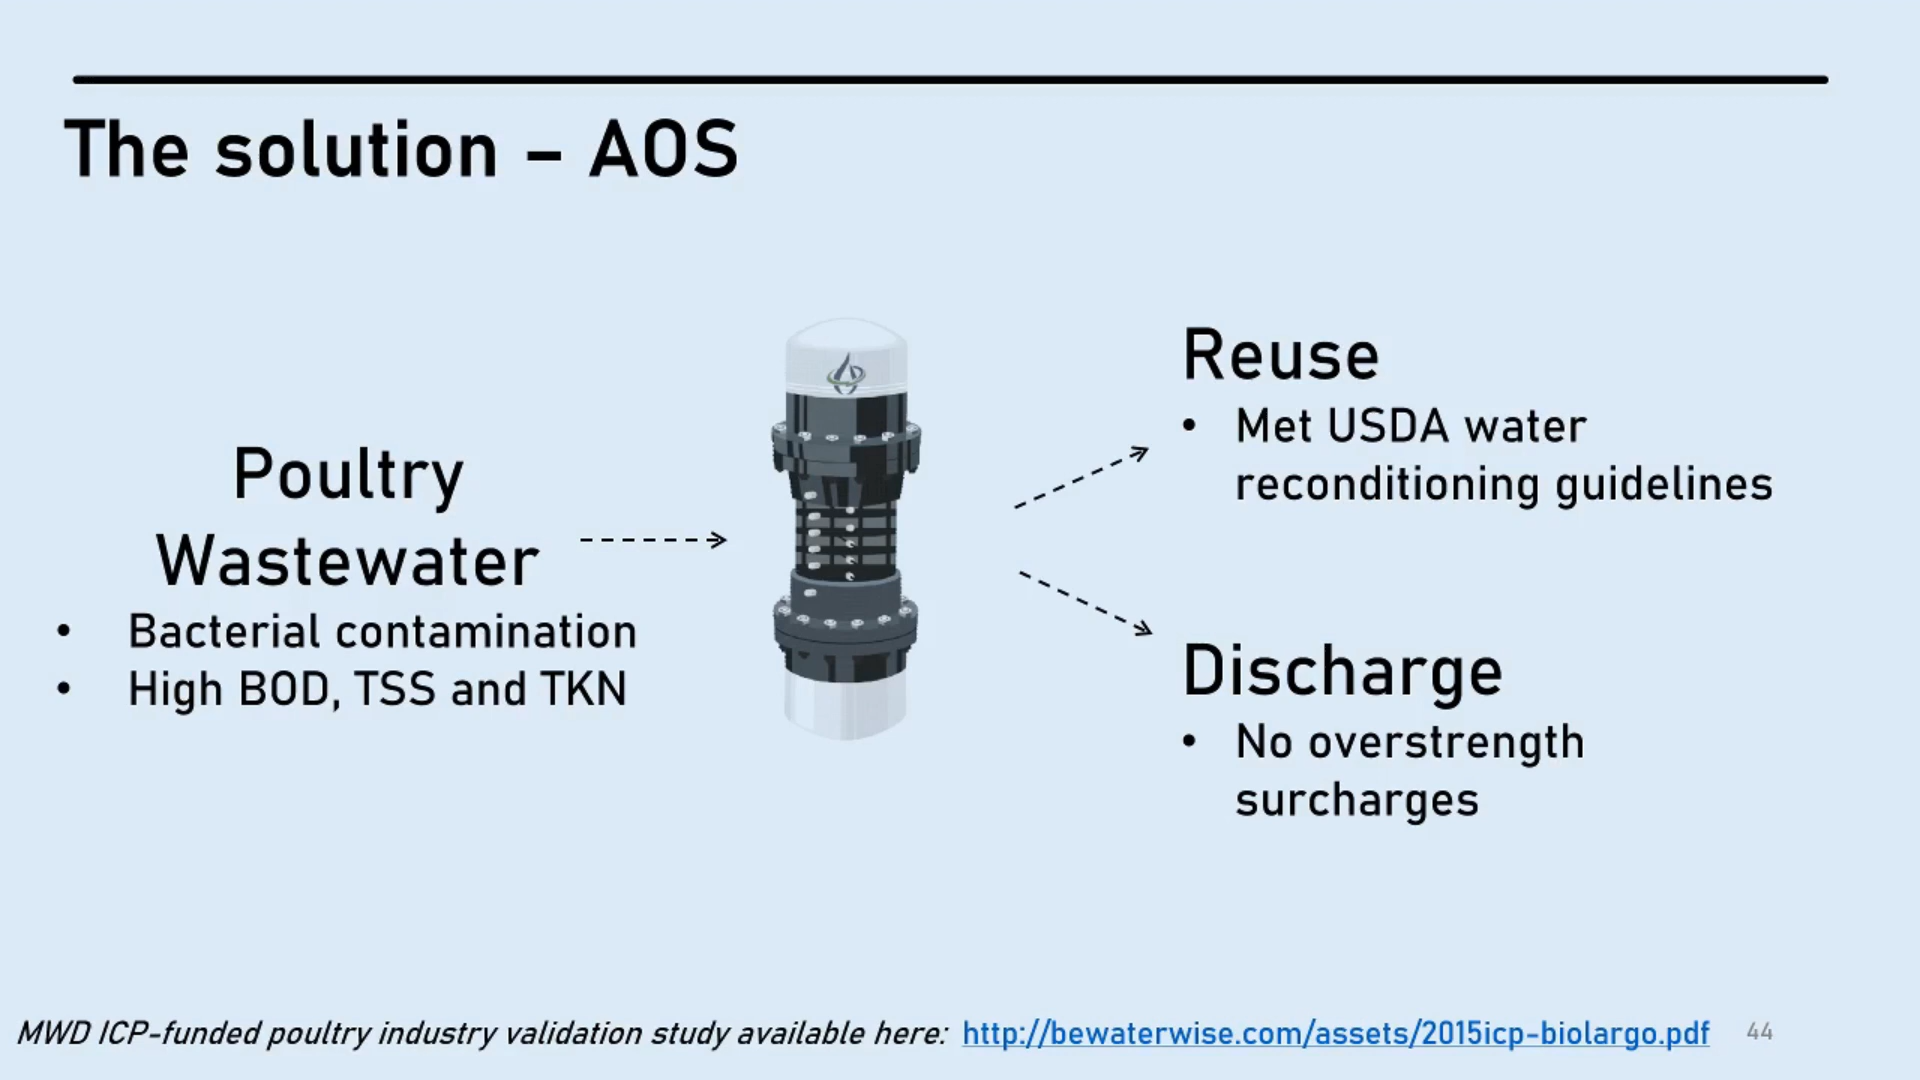 The solution – AOS
Poultry
Wastewater
• Bacterial contamination
• High BOD, TSS and TKN
Reuse
• Met USDA water
reconditioning guidelines
Discharge
• No overstrength
surcharges
MWD ICP-funded poultry industry validation study available here: http://bewaterwise.com/assets/2015icp-biolargo.pdf 44